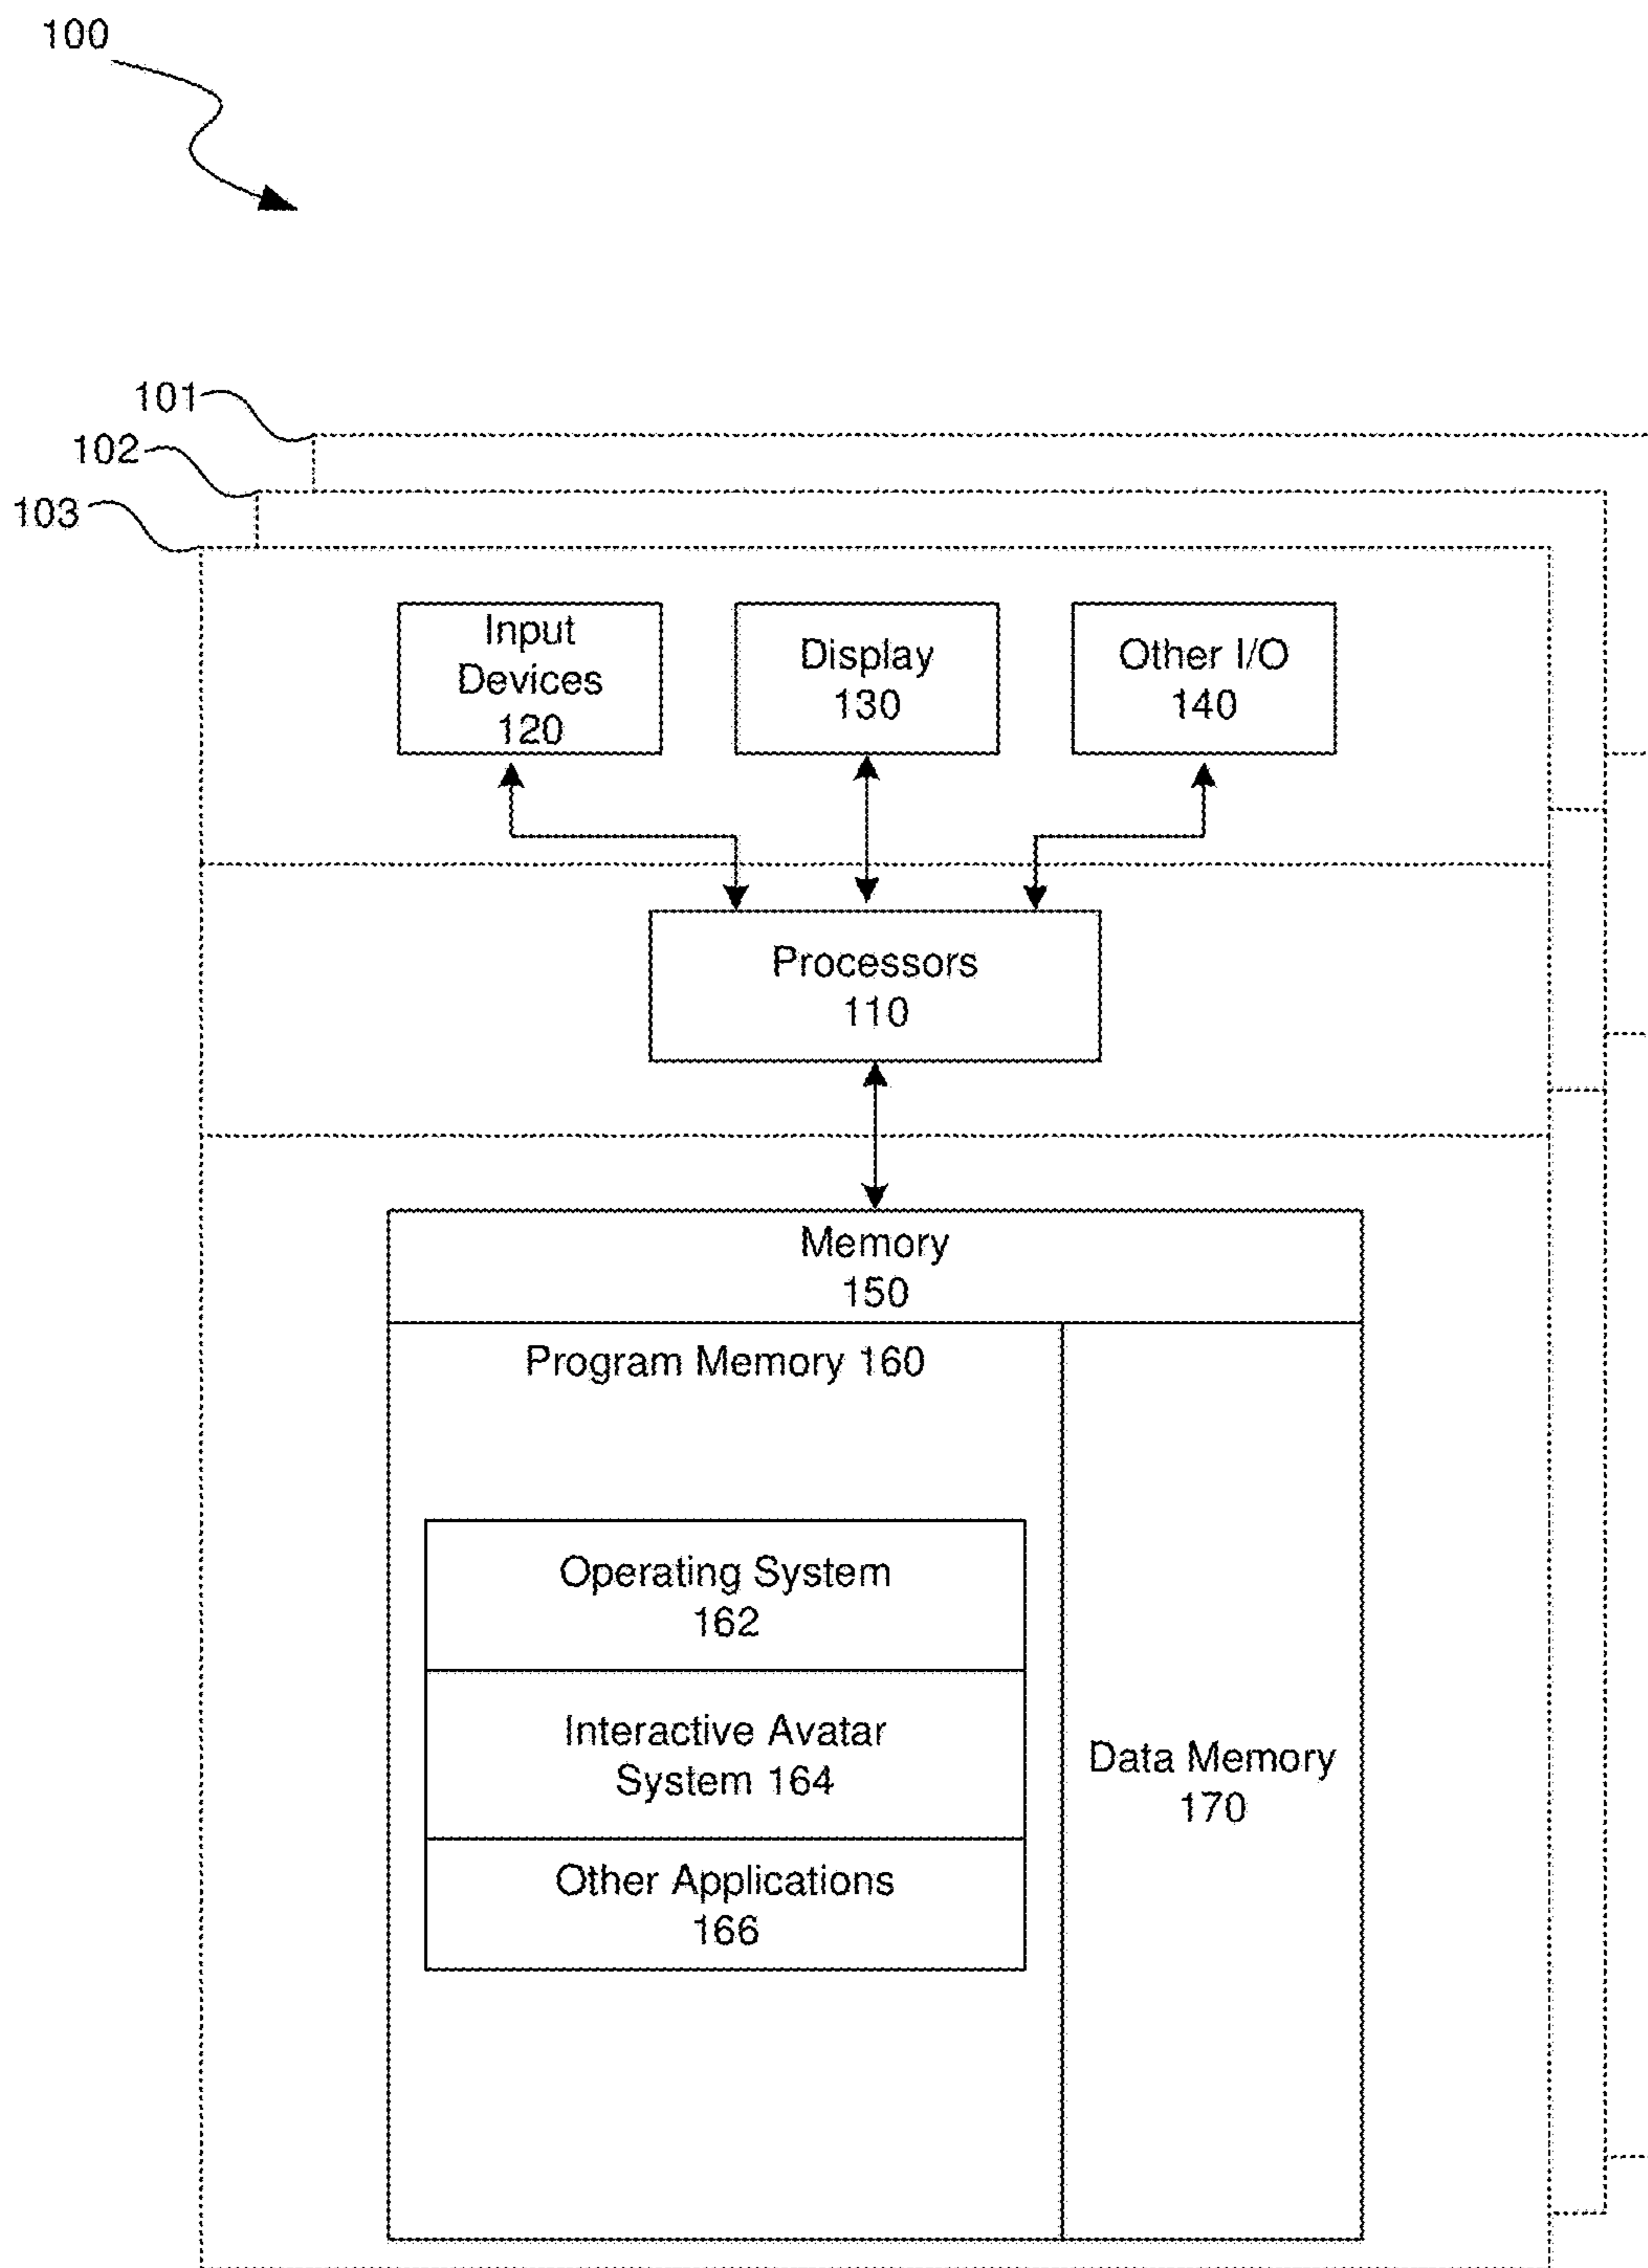 100
101
102
103
Input
Devices
120
Display
130
Other I/O
140
Processors
110
Memory
150
Program Memory 160
Operating System
162
Interactive Avatar
System 164
Other Applications
166
Data Memory
170